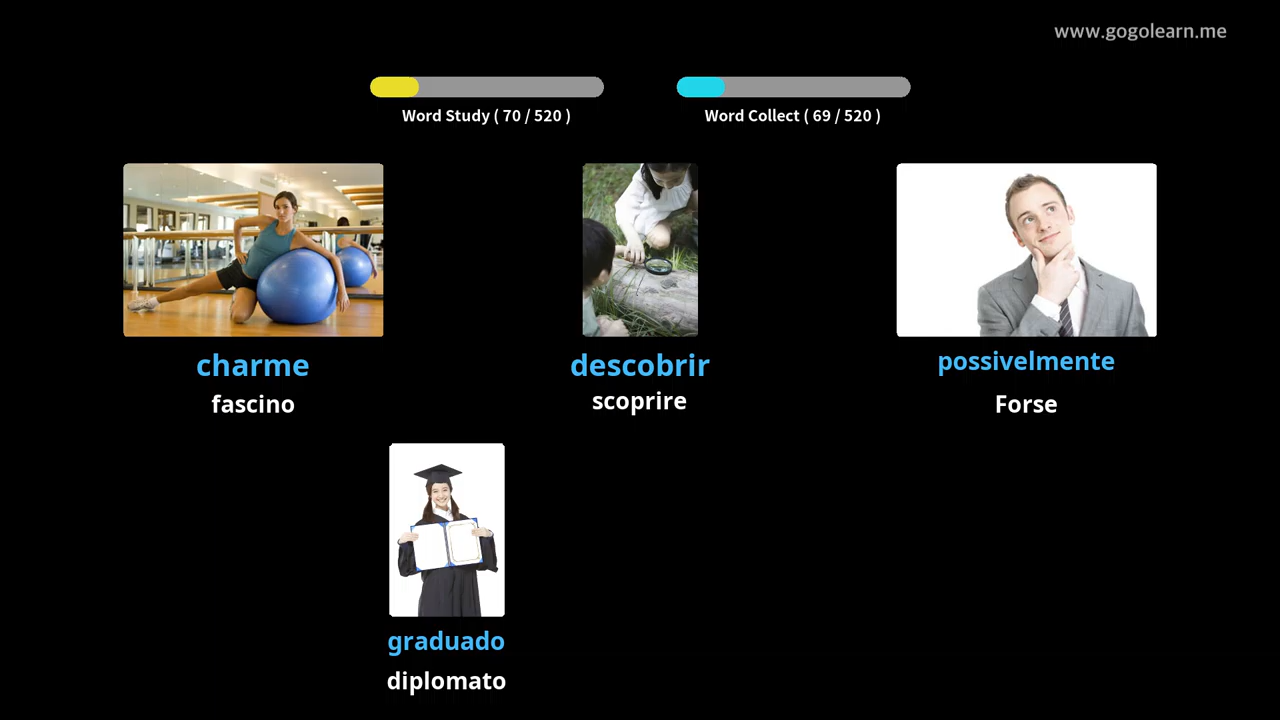 www.gogolearn.me
Word Study ( 70 / 520 )
Word Collect ( 69 / 520 )
charme
fascino
descobrir
scoprire
possivelmente
Forse
graduado
diplomato